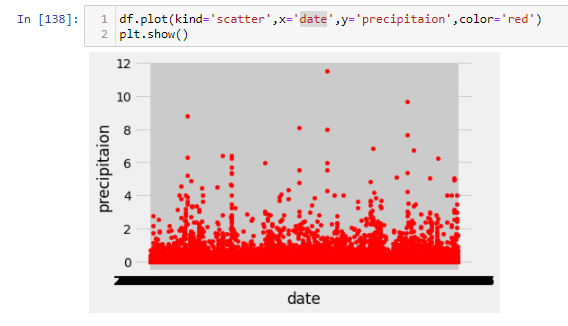 In [138]:
1 df.plot(kind='scatter',x='date',y='precipitaion',color='red')
2 plt.show()
12
10
8
6
4
2
0
precipitaion
date